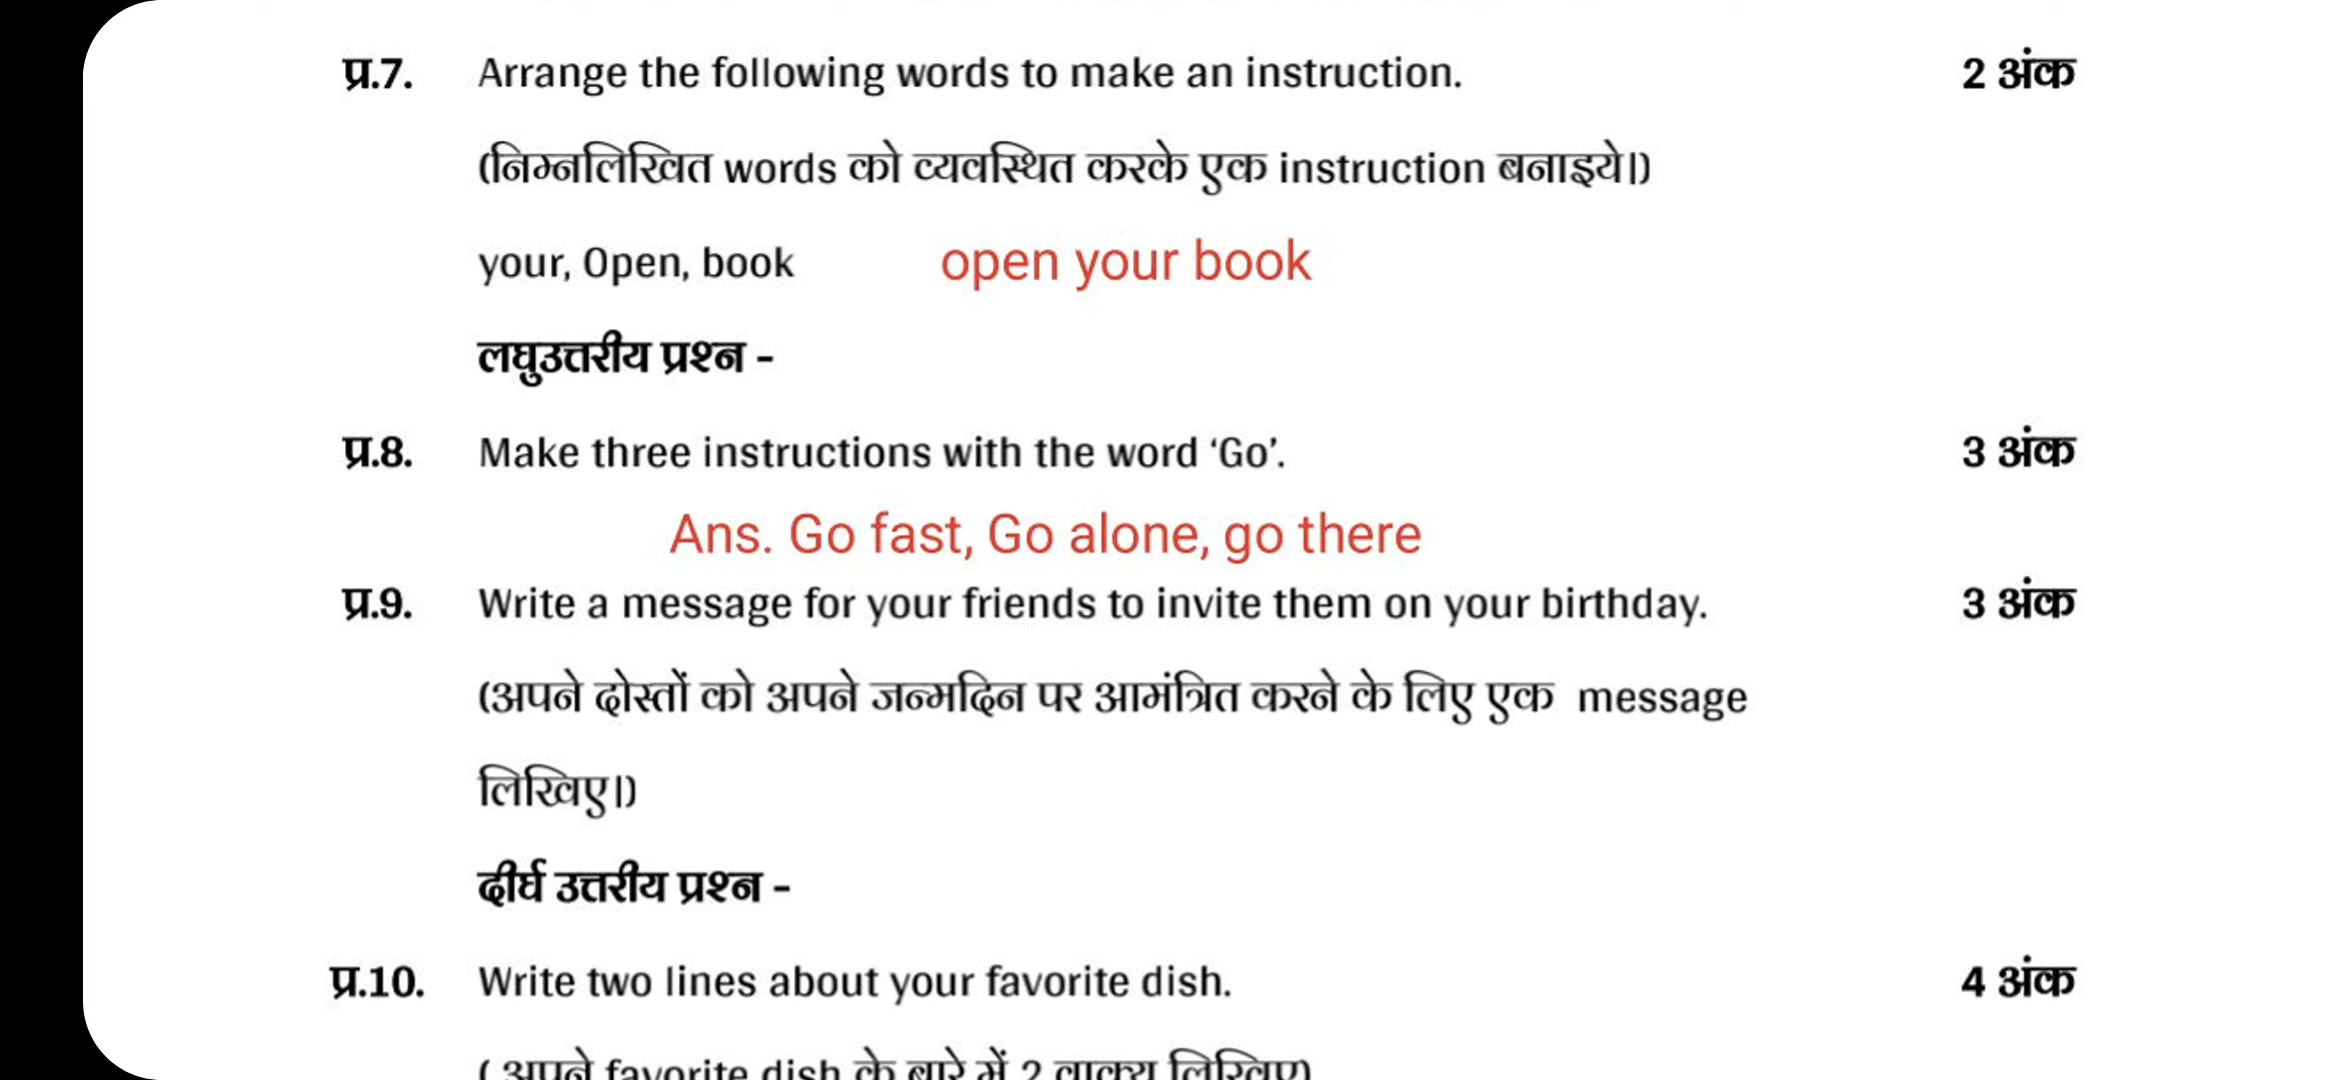 प्र.7. Arrange the following words to make an instruction. 2 अंक
(निम्नलिखित words को व्यवस्थित करके एक instruction बनाइये।)
your, Open, book open your book
लघुउत्तरीय प्रश्न -
प्र.8. Make three instructions with the word ‘Go’. 3 अंक
Ans. Go fast, Go alone, go there
प्र.9. Write a message for your friends to invite them on your birthday. 3 अंक
(अपने दोस्तों को अपने जन्मदिन पर आमंत्रित करने के लिए एक message
लिखिए।)
दीर्घ उत्तरीय प्रश्न -
प्र.10. Write two lines about your favorite dish. 4 अंक
( अपने favorite dish के बारे में 2 वाक्य लिखिए)